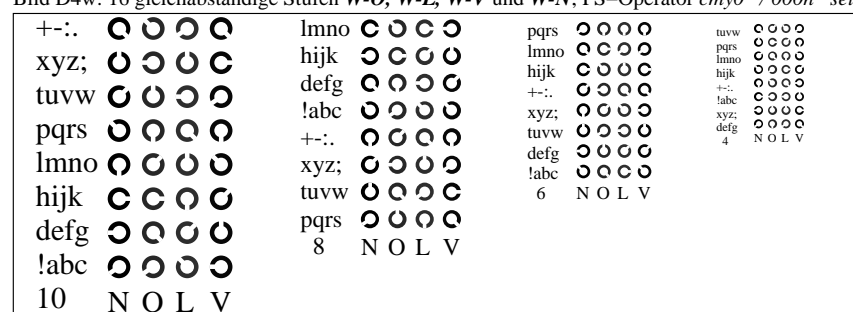 Bild D4w: 16 gleichabständige Stufen W-O, W-L, W-V und W-N; PS–Operator
+-:.
xyz;
tuvw
pqrs
lmno
hijk
defg
!abc
10 N O L V
lmno
hijk
defg
!abc
+-:.
xyz;
tuvw
pqrs
8 N O L V
pqrs
lmno
hijk
+-:.
xyz;
tuvw
defg
!abc
6 N O L V
tuvw
pqrs
lmno
hijk
+-:.
!abc
xyz;
defg
4 N O L V